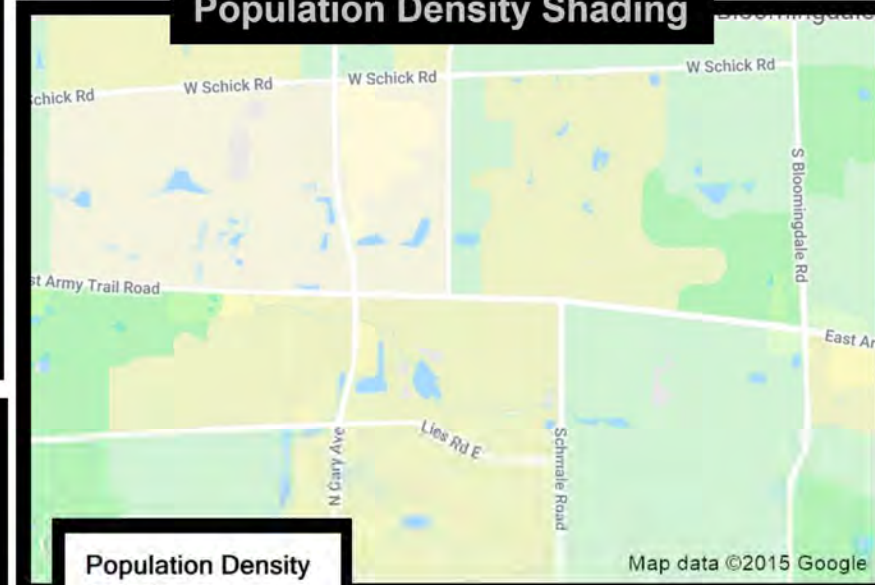 Population Density Shading
Bloomingdale
W Schick Rd
W Schick Rd
W Schick Rd
Schick Rd
S Bloomingdale Rd
st Army Trail Road
East Ar
Lies Rd E
N Gary Ave
Schmale Road
Population Density
Map data ©2015 Google